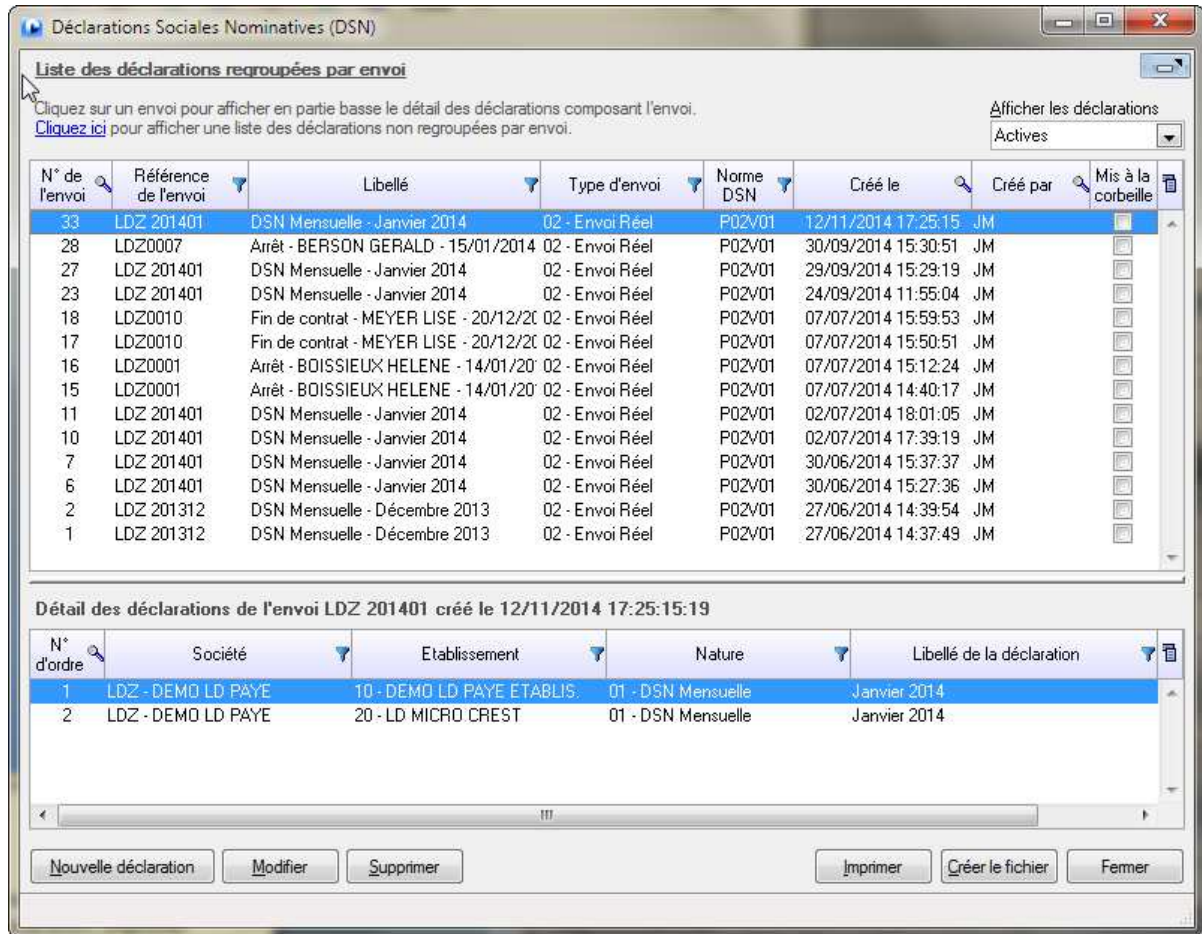 Déclarations Sociales Nominatives (DSN)
Liste des déclarations regroupées par envoi
Cliquez sur un envoi pour afficher en partie basse le détail des déclarations composant l'envoi.
Cliquez ici pour afficher une liste des déclarations non regroupées par envoi.
Afficher les déclarations
Actives
N° de l'envoi Référence de l'envoi Libellé Type d'envoi Norme DSN Créé le Créé par Mis à la corbeille
33 LDZ 201401 DSN Mensuelle - Janvier 2014 02 - Envoi Réel P02V01 12/11/2014 17:25:15 JM
28 LDZ0007 Arrêt - BERSON GERALD - 15/01/2014 02 - Envoi Réel P02V01 30/09/2014 15:30:51 JM
27 LDZ 201401 DSN Mensuelle - Janvier 2014 02 - Envoi Réel P02V01 29/09/2014 15:29:19 JM
23 LDZ 201401 DSN Mensuelle - Janvier 2014 02 - Envoi Réel P02V01 24/09/2014 11:55:04 JM
18 LDZ0010 Fin de contrat - MEYER LISE - 20/12/20 02 - Envoi Réel P02V01 07/07/2014 15:59:53 JM
17 LDZ0010 Fin de contrat - MEYER LISE - 20/12/20 02 - Envoi Réel P02V01 07/07/2014 15:50:51 JM
16 LDZ0001 Arrêt - BOISSIEUX HELENE - 14/01/20 02 - Envoi Réel P02V01 07/07/2014 15:12:24 JM
15 LDZ0001 Arrêt - BOISSIEUX HELENE - 14/01/20 02 - Envoi Réel P02V01 07/07/2014 14:40:17 JM
11 LDZ 201401 DSN Mensuelle - Janvier 2014 02 - Envoi Réel P02V01 02/07/2014 18:01:05 JM
10 LDZ 201401 DSN Mensuelle - Janvier 2014 02 - Envoi Réel P02V01 02/07/2014 17:39:19 JM
7 LDZ 201401 DSN Mensuelle - Janvier 2014 02 - Envoi Réel P02V01 30/06/2014 15:37:37 JM
6 LDZ 201401 DSN Mensuelle - Janvier 2014 02 - Envoi Réel P02V01 30/06/2014 15:27:36 JM
2 LDZ 201312 DSN Mensuelle - Décembre 2013 02 - Envoi Réel P02V01 27/06/2014 14:39:54 JM
1 LDZ 201312 DSN Mensuelle - Décembre 2013 02 - Envoi Réel P02V01 27/06/2014 14:37:49 JM
Détail des déclarations de l'envoi LDZ 201401 créé le 12/11/2014 17:25:15:19
N° d'ordre Société Etablissement Nature Libellé de la déclaration
1 LDZ - DEMO LD PAYE 10 - DEMO LD PAYE ETABLIS. 01 - DSN Mensuelle Janvier 2014
2 LDZ - DEMO LD PAYE 20 - LD MICRO CREST 01 - DSN Mensuelle Janvier 2014
Nouvelle déclaration Modifier Supprimer Imprimer Créer le fichier Fermer